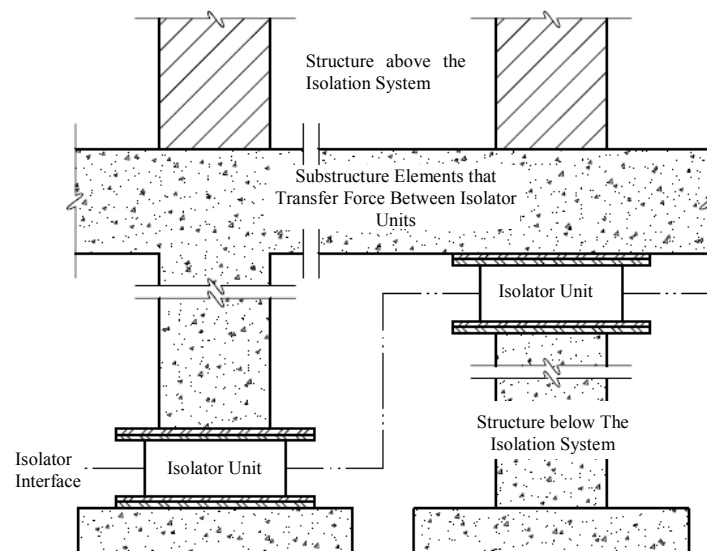 Structure above the
Isolation System
Substructure Elements that
Transfer Force Between Isolator
Units
Isolator Unit
Structure below The
Isolation System
Isolator
Interface
Isolator Unit